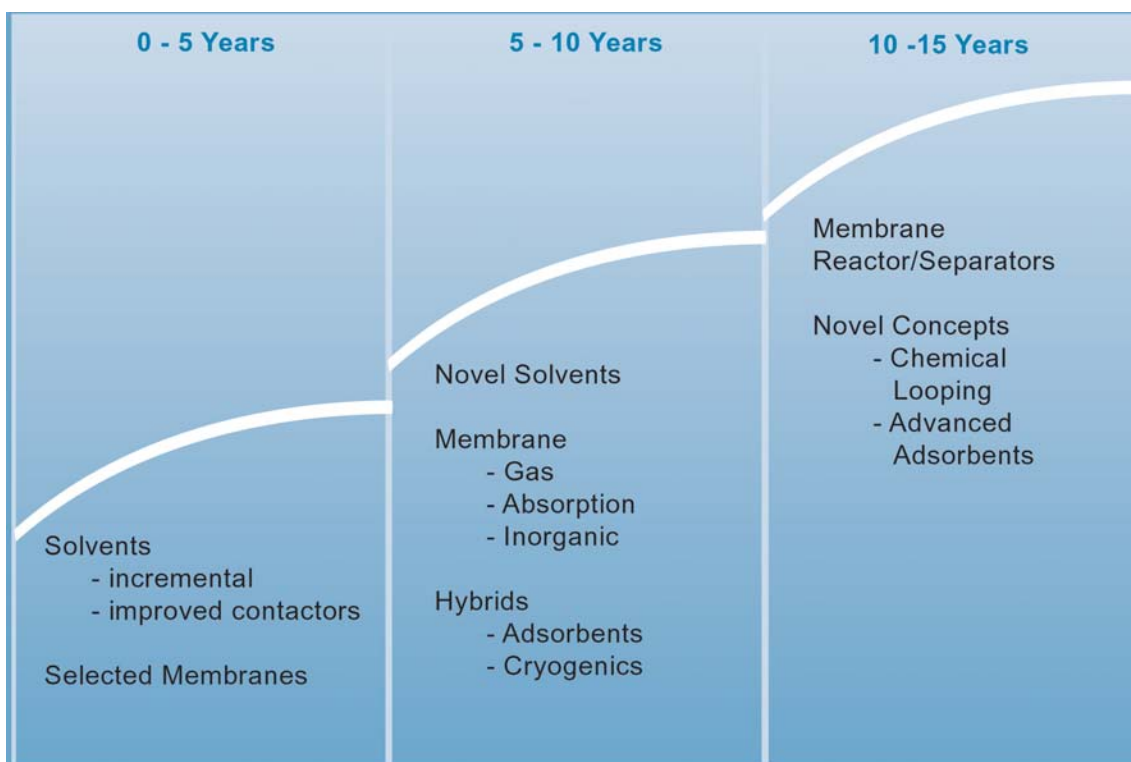 0 - 5 Years
Solvents
- incremental
- improved contactors
Selected Membranes
5 - 10 Years
Novel Solvents
Membrane
- Gas
- Absorption
- Inorganic
Hybrids
- Adsorbents
- Cryogenics
10 -15 Years
Membrane
Reactor/Separators
Novel Concepts
- Chemical
Looping
- Advanced
Adsorbents